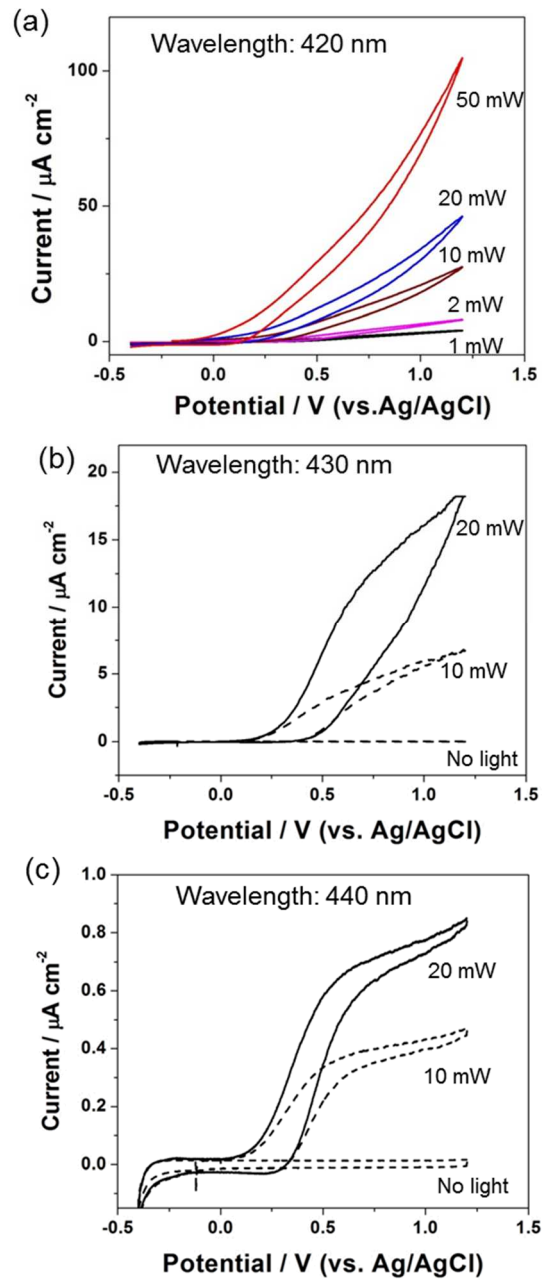 (a)
Wavelength: 420 nm
100
50
0
50 mW
20 mW
10 mW
2 mW
1 mW
Current / μA cm-2
-0.5 0.0 0.5 1.0 1.5
Potential / V (vs.Ag/AgCl)
(b)
Wavelength: 430 nm
20
15
10
5
0
20 mW
10 mW
No light
Current / μA cm-2
-0.5 0.0 0.5 1.0 1.5
Potential / V (vs. Ag/AgCl)
(c)
Wavelength: 440 nm
1.0
0.8
0.6
0.4
0.2
0.0
20 mW
10 mW
No light
Current / μA cm-2
-0.5 0.0 0.5 1.0 1.5
Potential / V (vs. Ag/AgCl)